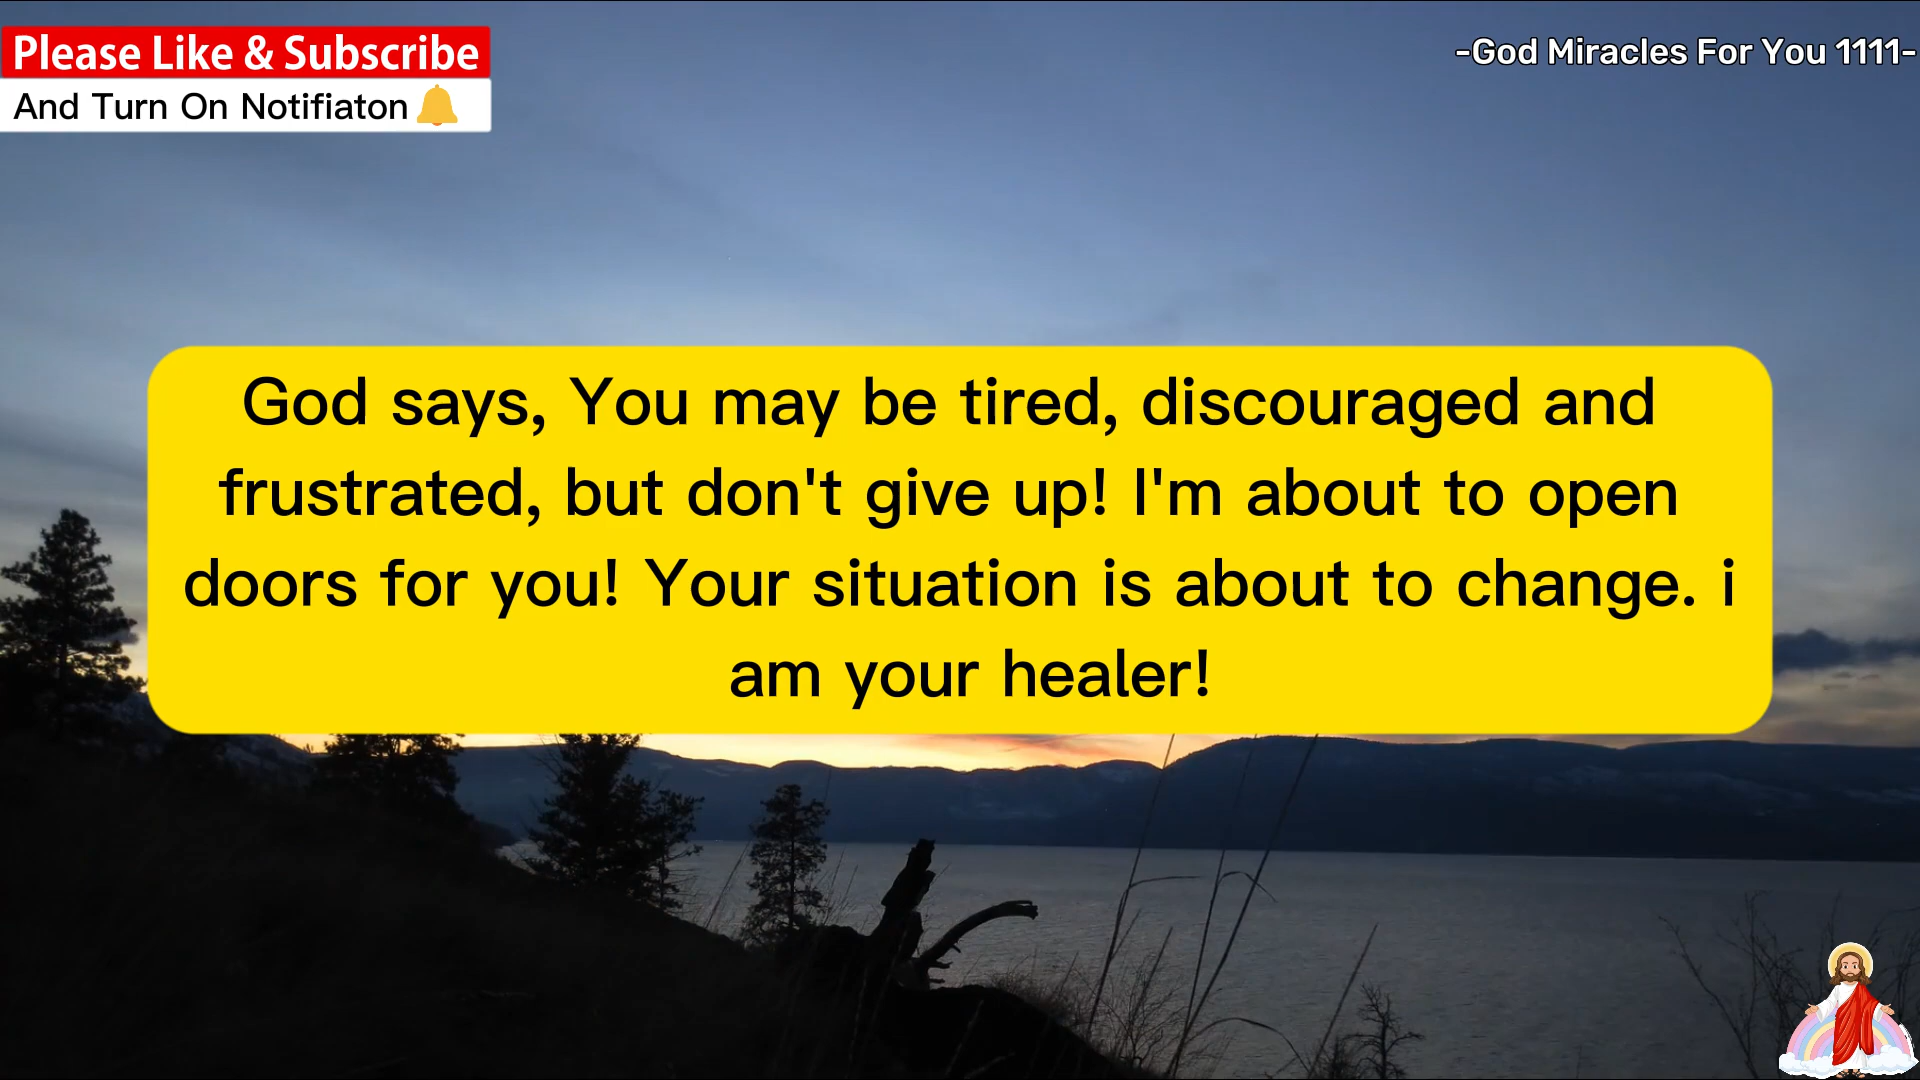 Please Like & Subscribe
And Turn On Notifiaton
-God Miracles For You 1111-
God says, You may be tired, discouraged and
frustrated, but don't give up! I'm about to open
doors for you! Your situation is about to change. i
am your healer!